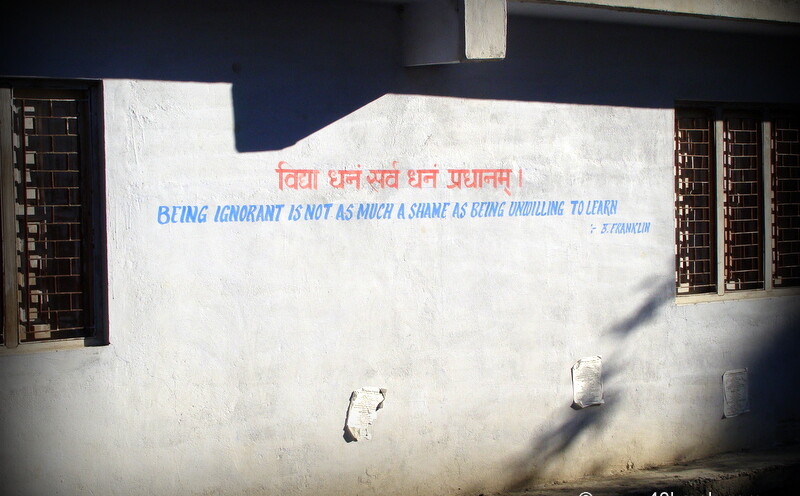 विद्या धनं सर्व धनं प्रधानम्।
BEING IGNORANT IS NOT AS MUCH A SHAME AS BEING UNWILLING TO LEARN
:- B. FRANKLIN